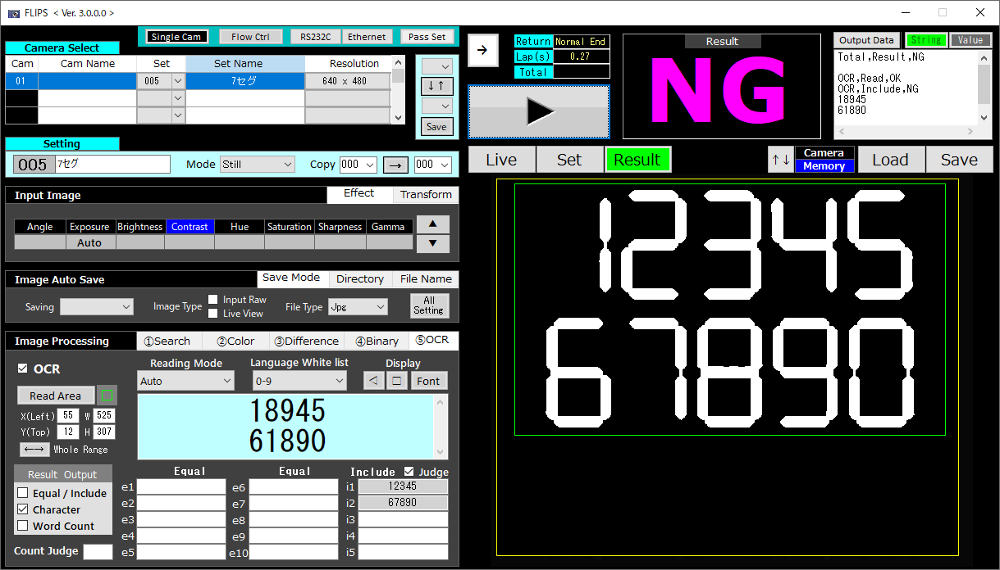 FLIPS < Ver. 3.0.0.0 >
Single Cam Flow Ctrl RS232C Ethernet Pass Set
Camera Select
Cam Cam Name Set Set Name Resolution
01 005 7セグ 640 x 480
↓↑
Save
Setting
005 7セグ Mode Still Copy 000 → 000
Input Image Effect Transform
Angle Exposure Brightness Contrast Hue Saturation Sharpness Gamma ▲
Auto ▼
Image Auto Save Save Mode Directory File Name
Saving Image Type Input Raw Live View File Type Jpg All Setting
Image Processing ①Search ②Color ③Difference ④Binary ⑤OCR
OCR
Reading Mode Language White list Display
Auto 0-9 ◁ □ Font
Read Area
X(Left) 55 W 525
Y(Top) 12 H 307
←→ Whole Range
18945
61890
Result Output
Equal / Include
Character
Word Count
Count Judge
Equal Equal Include Judge
e1 e6 i1 12345
e2 e7 i2 67890
e3 e8 i3
e4 e9 i4
e5 e10 i5
→
Return Normal End
Lap(s) 0.27
Total
Result
NG
Output Data String Value
Total,Result,NG
OCR,Read,OK
OCR,Include,NG
18945
61890
Live Set Result ↑↓ Camera Memory Load Save
12345
67890